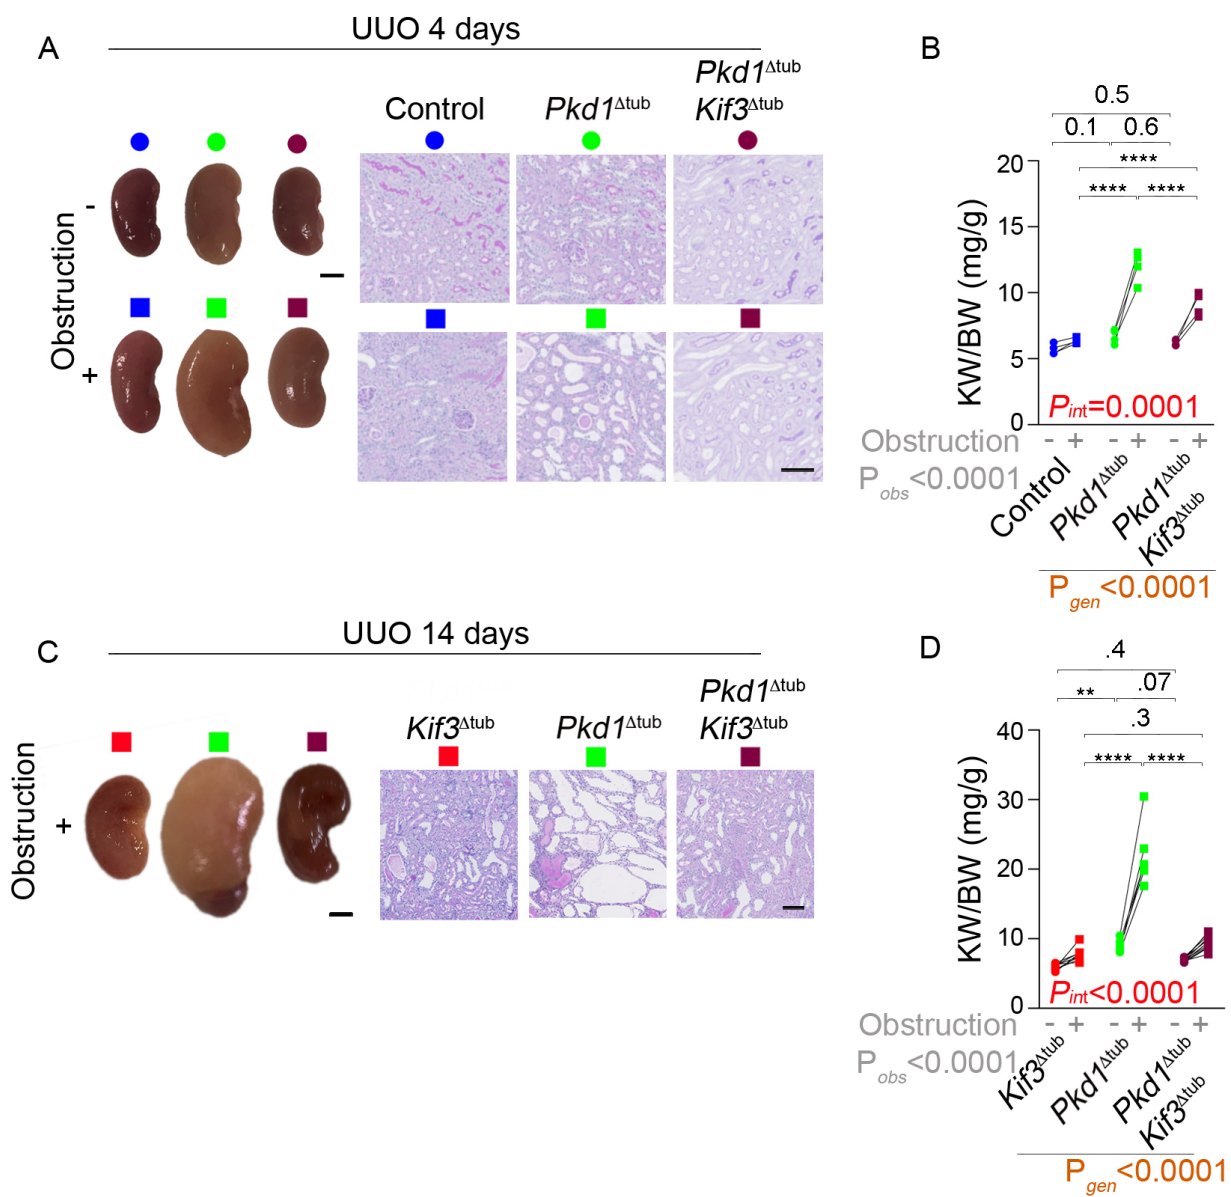 A
UUO 4 days
Control
Pkd1Δtub
Pkd1Δtub
Kif3Δtub
Obstruction
-
+
B
0.5
0.1
0.6
****
****
****
KW/BW (mg/g)
20
15
10
5
0
Pint=0.0001
Obstruction
- + - + - +
Pobs<0.0001
Control
Pkd1Δtub
Pkd1Δtub
Kif3Δtub
Pgen<0.0001
C
UUO 14 days
Kif3Δtub
Pkd1Δtub
Pkd1Δtub
Kif3Δtub
Obstruction
+
D
.4
**
.07
.3
****
****
KW/BW (mg/g)
40
30
20
10
0
Pint<0.0001
Obstruction
- + - + - +
Pobs<0.0001
Kif3Δtub
Pkd1Δtub
Pkd1Δtub
Kif3Δtub
Pgen<0.0001